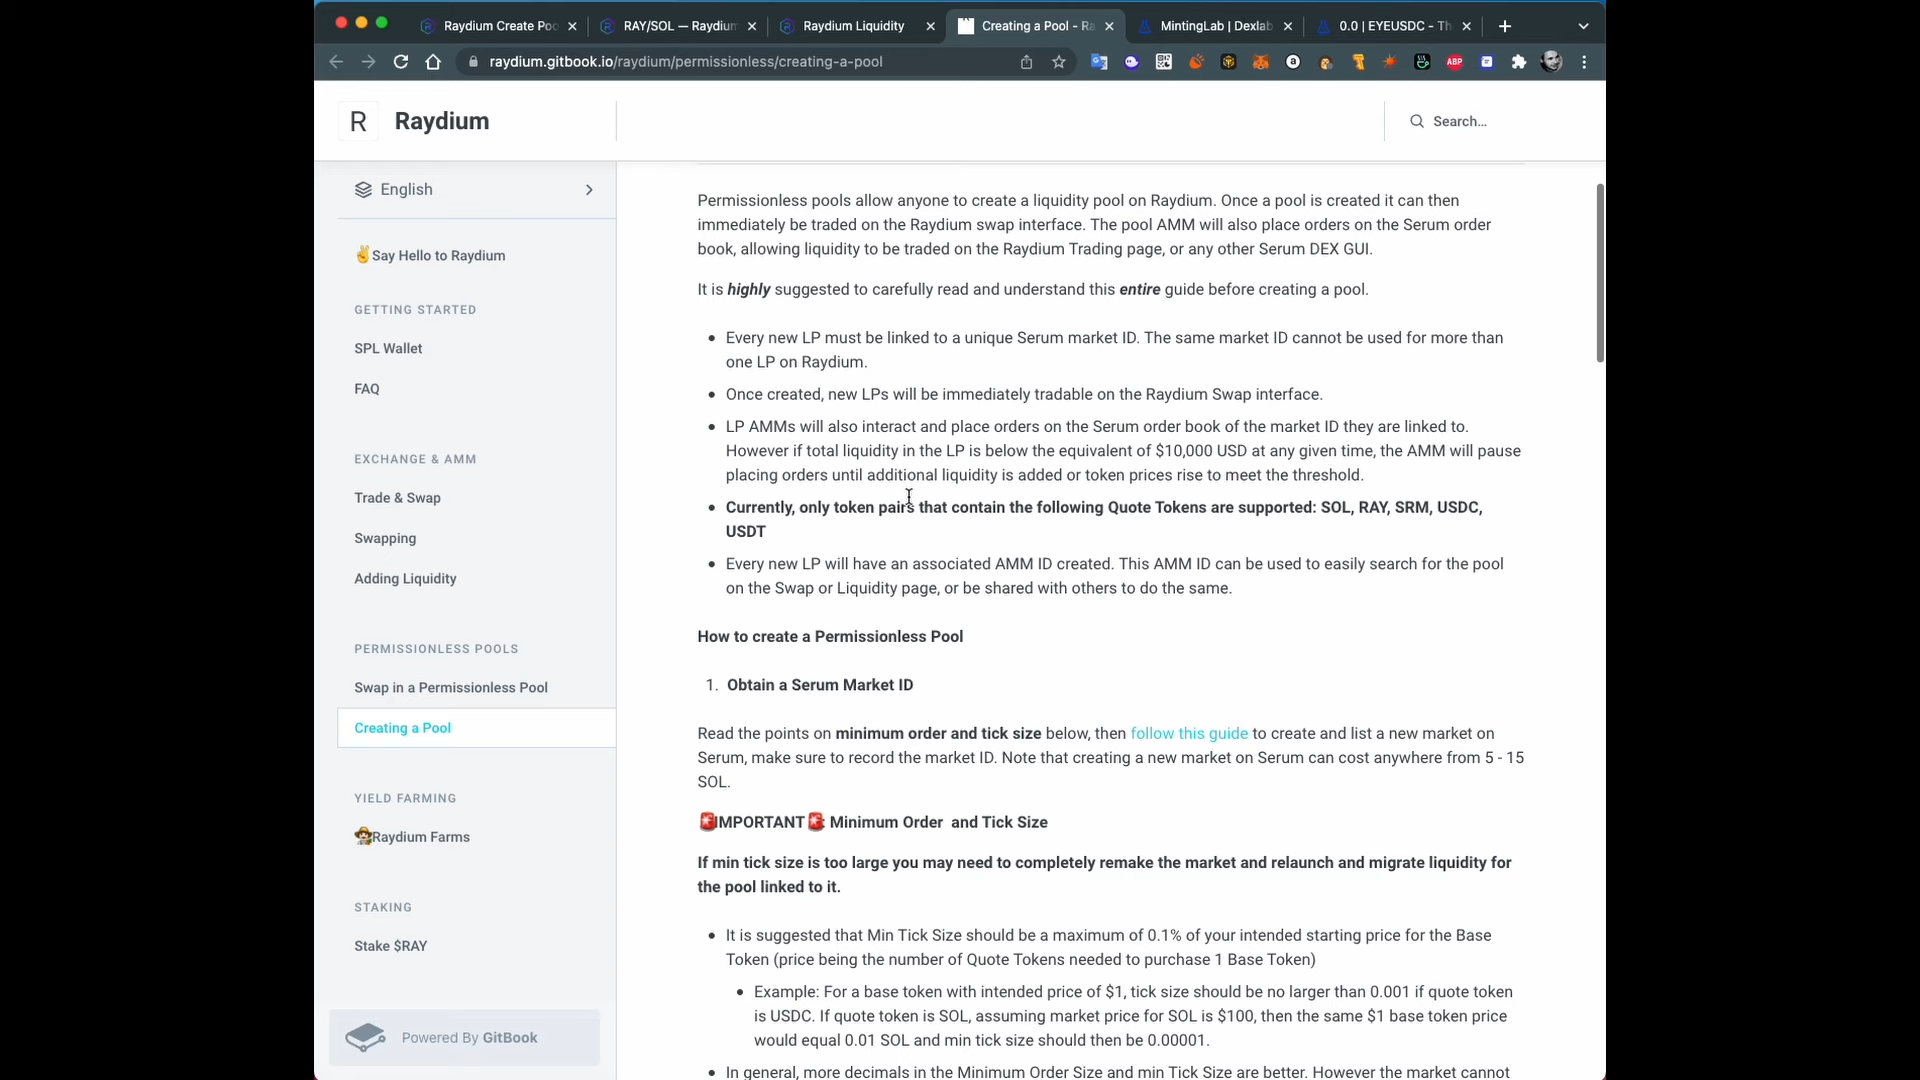 Raydium Create Poo
RAY/SOL — Raydium
Raydium Liquidity
Creating a Pool - Ra
MintingLab | Dexlab
0.0 | EYEUSDC - Th
raydium.gitbook.io/raydium/permissionless/creating-a-pool
ABP
R
Raydium
Search...
English
✌Say Hello to Raydium
GETTING STARTED
SPL Wallet
FAQ
EXCHANGE & AMM
Trade & Swap
Swapping
Adding Liquidity
PERMISSIONLESS POOLS
Swap in a Permissionless Pool
Creating a Pool
YIELD FARMING
Raydium Farms
STAKING
Stake $RAY
Powered By GitBook
Permissionless pools allow anyone to create a liquidity pool on Raydium. Once a pool is created it can then
immediately be traded on the Raydium swap interface. The pool AMM will also place orders on the Serum order
book, allowing liquidity to be traded on the Raydium Trading page, or any other Serum DEX GUI.
It is highly suggested to carefully read and understand this entire guide before creating a pool.
• Every new LP must be linked to a unique Serum market ID. The same market ID cannot be used for more than
one LP on Raydium.
• Once created, new LPs will be immediately tradable on the Raydium Swap interface.
• LP AMMs will also interact and place orders on the Serum order book of the market ID they are linked to.
However if total liquidity in the LP is below the equivalent of $10,000 USD at any given time, the AMM will pause
placing orders until additional liquidity is added or token prices rise to meet the threshold.
• Currently, only token pairs that contain the following Quote Tokens are supported: SOL, RAY, SRM, USDC,
USDT
• Every new LP will have an associated AMM ID created. This AMM ID can be used to easily search for the pool
on the Swap or Liquidity page, or be shared with others to do the same.
How to create a Permissionless Pool
1. Obtain a Serum Market ID
Read the points on minimum order and tick size below, then follow this guide to create and list a new market on
Serum, make sure to record the market ID. Note that creating a new market on Serum can cost anywhere from 5 - 15
SOL.
🚨IMPORTANT🚨 Minimum Order and Tick Size
If min tick size is too large you may need to completely remake the market and relaunch and migrate liquidity for
the pool linked to it.
• It is suggested that Min Tick Size should be a maximum of 0.1% of your intended starting price for the Base
Token (price being the number of Quote Tokens needed to purchase 1 Base Token)
• Example: For a base token with intended price of $1, tick size should be no larger than 0.001 if quote token
is USDC. If quote token is SOL, assuming market price for SOL is $100, then the same $1 base token price
would equal 0.01 SOL and min tick size should then be 0.00001.
• In general, more decimals in the Minimum Order Size and min Tick Size are better. However the market cannot